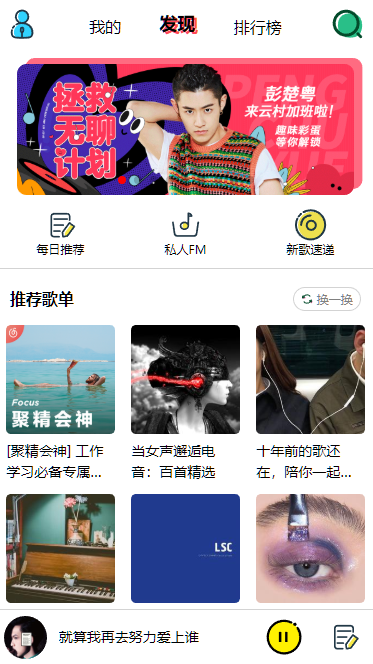 我的
发现
排行榜
拯救
无聊
计划
彭楚粤
来云村加班啦!
趣味彩蛋
等你解锁
每日推荐
私人FM
新歌速递
推荐歌单
换一换
Focus
聚精会神
[聚精会神] 工作
学习必备专属...
当女声邂逅电
音：百首精选
十年前的歌还
在，陪你一起...
LSC
就算我再去努力爱上谁